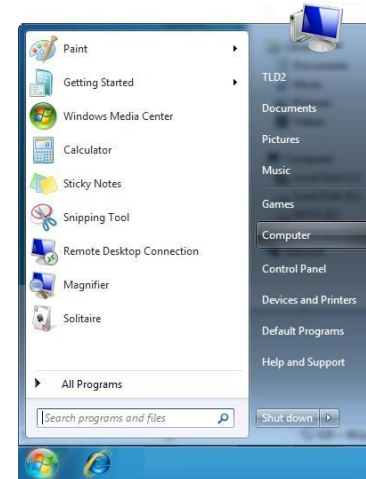 Paint
Getting Started
Windows Media Center
Calculator
Sticky Notes
Snipping Tool
Remote Desktop Connection
Magnifier
Solitaire
All Programs
Search programs and files
TLD2
Documents
Pictures
Music
Games
Computer
Control Panel
Devices and Printers
Default Programs
Help and Support
Shut down